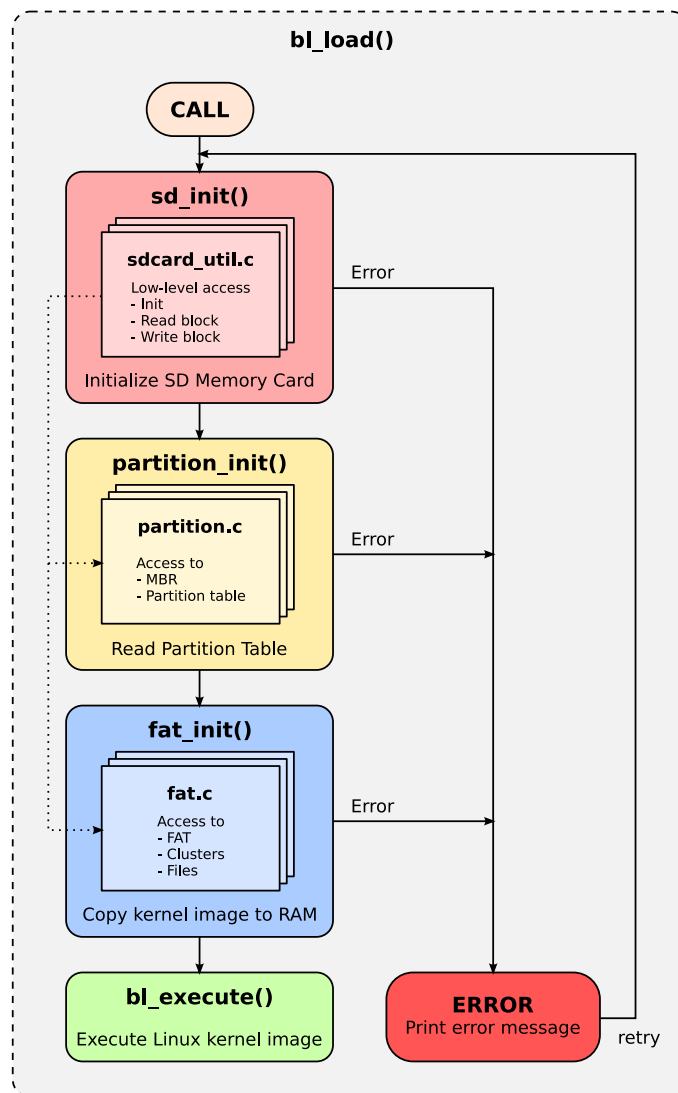 bl_load()
CALL
sd_init()
sdcard_util.c
Low-level access
- Init
- Read block
- Write block
Initialize SD Memory Card
Error
partition_init()
partition.c
Access to
- MBR
- Partition table
Read Partition Table
Error
fat_init()
fat.c
Access to
- FAT
- Clusters
- Files
Copy kernel image to RAM
Error
bl_execute()
Execute Linux kernel image
ERROR
Print error message
retry